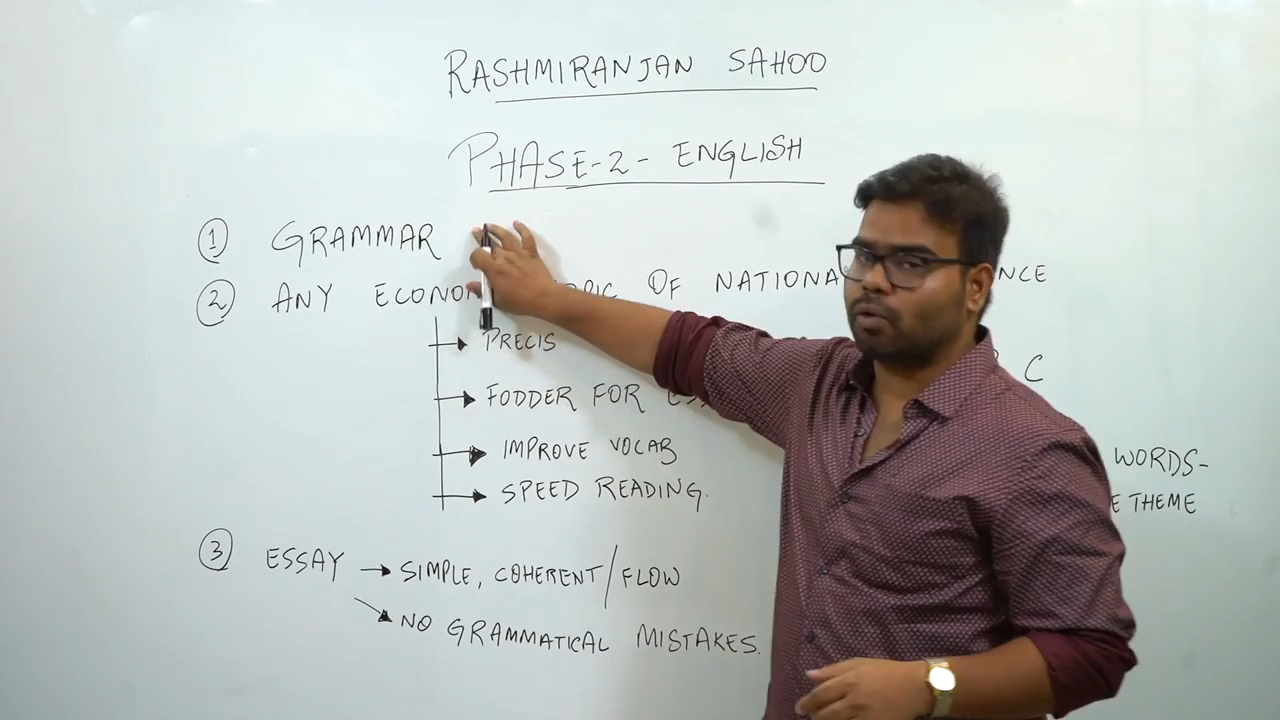 RASHMIRANJAN SAHOO
PHASE-2- ENGLISH
1 GRAMMAR
2 ANY OF
PRECIS
C
FODDER FOR
IMPROVE VOCAB
WORDS-
SPEED READING.
THEME
3 ESSAY → SIMPLE, COHERENT/FLOW
NO GRAMMATICAL MISTAKES.